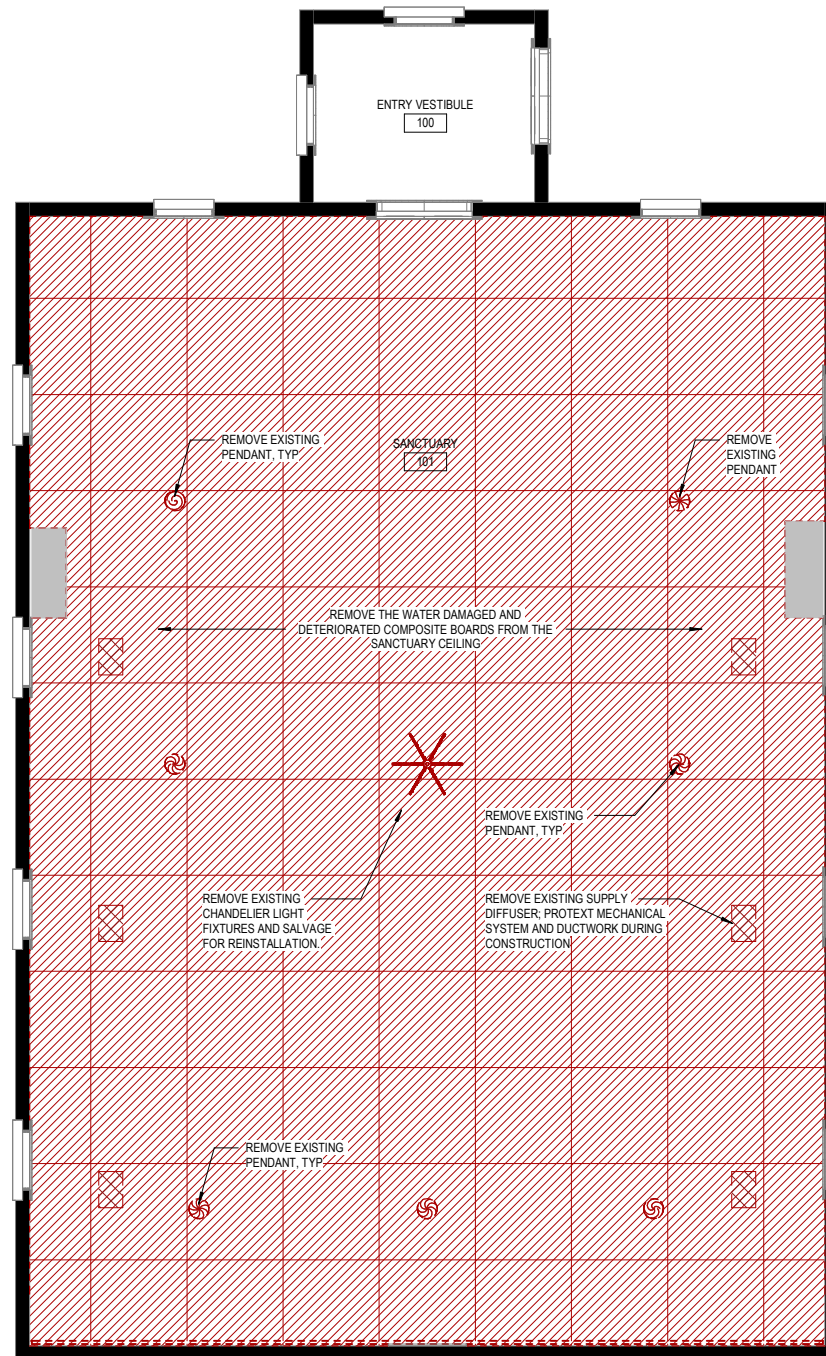 ENTRY VESTIBULE
100
SANCTUARY
101
REMOVE EXISTING
PENDANT, TYP.
REMOVE
EXISTING
PENDANT
REMOVE THE WATER DAMAGED AND
DETERIORATED COMPOSITE BOARDS FROM THE
SANCTUARY CEILING
REMOVE EXISTING
PENDANT, TYP.
REMOVE EXISTING
CHANDELIER LIGHT
FIXTURES AND SALVAGE
FOR REINSTALLATION.
REMOVE EXISTING SUPPLY
DIFFUSER; PROTEXT MECHANICAL
SYSTEM AND DUCTWORK DURING
CONSTRUCTION
REMOVE EXISTING
PENDANT, TYP.